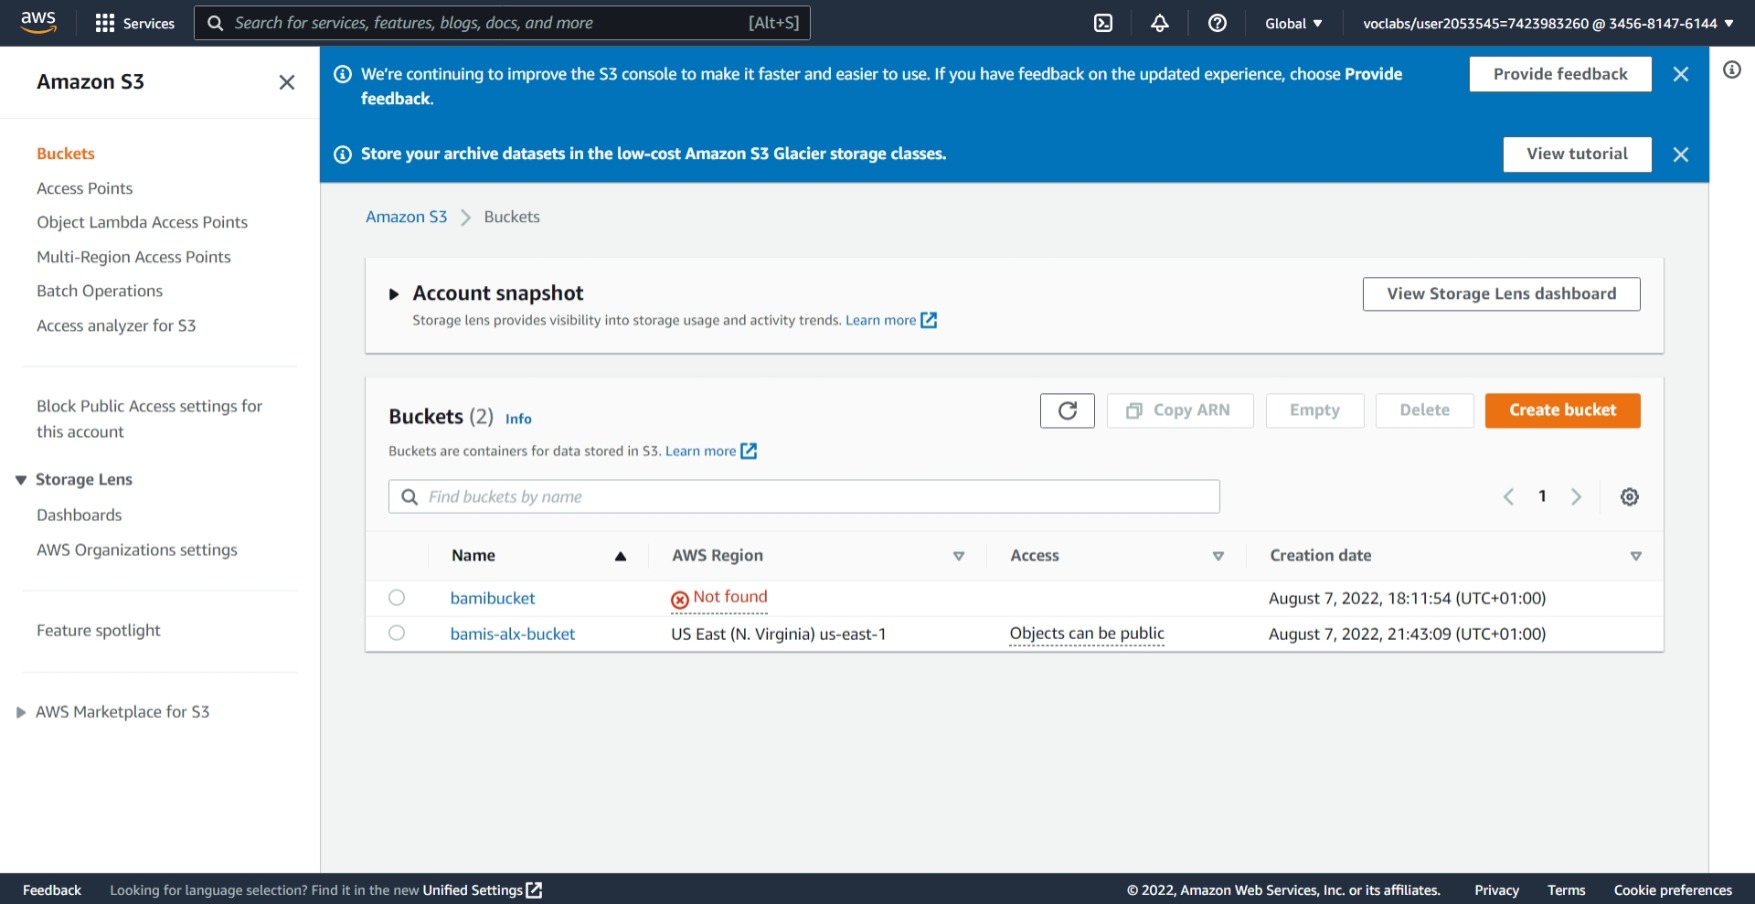 aws
Services
Search for services, features, blogs, docs, and more
[Alt+S]
Global
voclabs/user2053545=7423983260 @ 3456-8147-6144
Amazon S3
Buckets
Access Points
Object Lambda Access Points
Multi-Region Access Points
Batch Operations
Access analyzer for S3
Block Public Access settings for
this account
Storage Lens
Dashboards
AWS Organizations settings
Feature spotlight
AWS Marketplace for S3
We're continuing to improve the S3 console to make it faster and easier to use. If you have feedback on the updated experience, choose Provide
feedback.
Provide feedback
Store your archive datasets in the low-cost Amazon S3 Glacier storage classes.
View tutorial
Amazon S3
Buckets
Account snapshot
Storage lens provides visibility into storage usage and activity trends. Learn more
View Storage Lens dashboard
Buckets (2) Info
Copy ARN
Empty
Delete
Create bucket
Buckets are containers for data stored in S3. Learn more
Find buckets by name
1
Name
AWS Region
Access
Creation date
bamibucket
Not found
August 7, 2022, 18:11:54 (UTC+01:00)
bamis-alx-bucket
US East (N. Virginia) us-east-1
Objects can be public
August 7, 2022, 21:43:09 (UTC+01:00)
Feedback
Looking for language selection? Find it in the new Unified Settings
© 2022, Amazon Web Services, Inc. or its affiliates.
Privacy
Terms
Cookie preferences